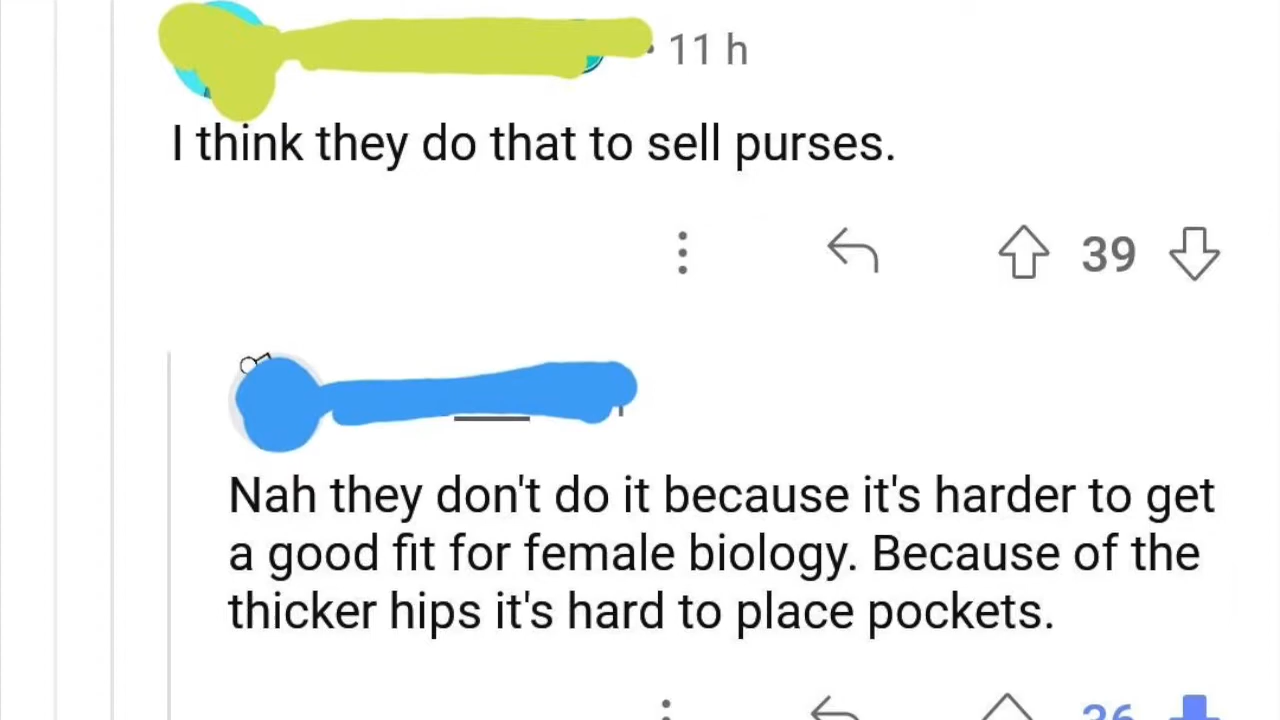 11 h
I think they do that to sell purses.
39
Nah they don't do it because it's harder to get
a good fit for female biology. Because of the
thicker hips it's hard to place pockets.